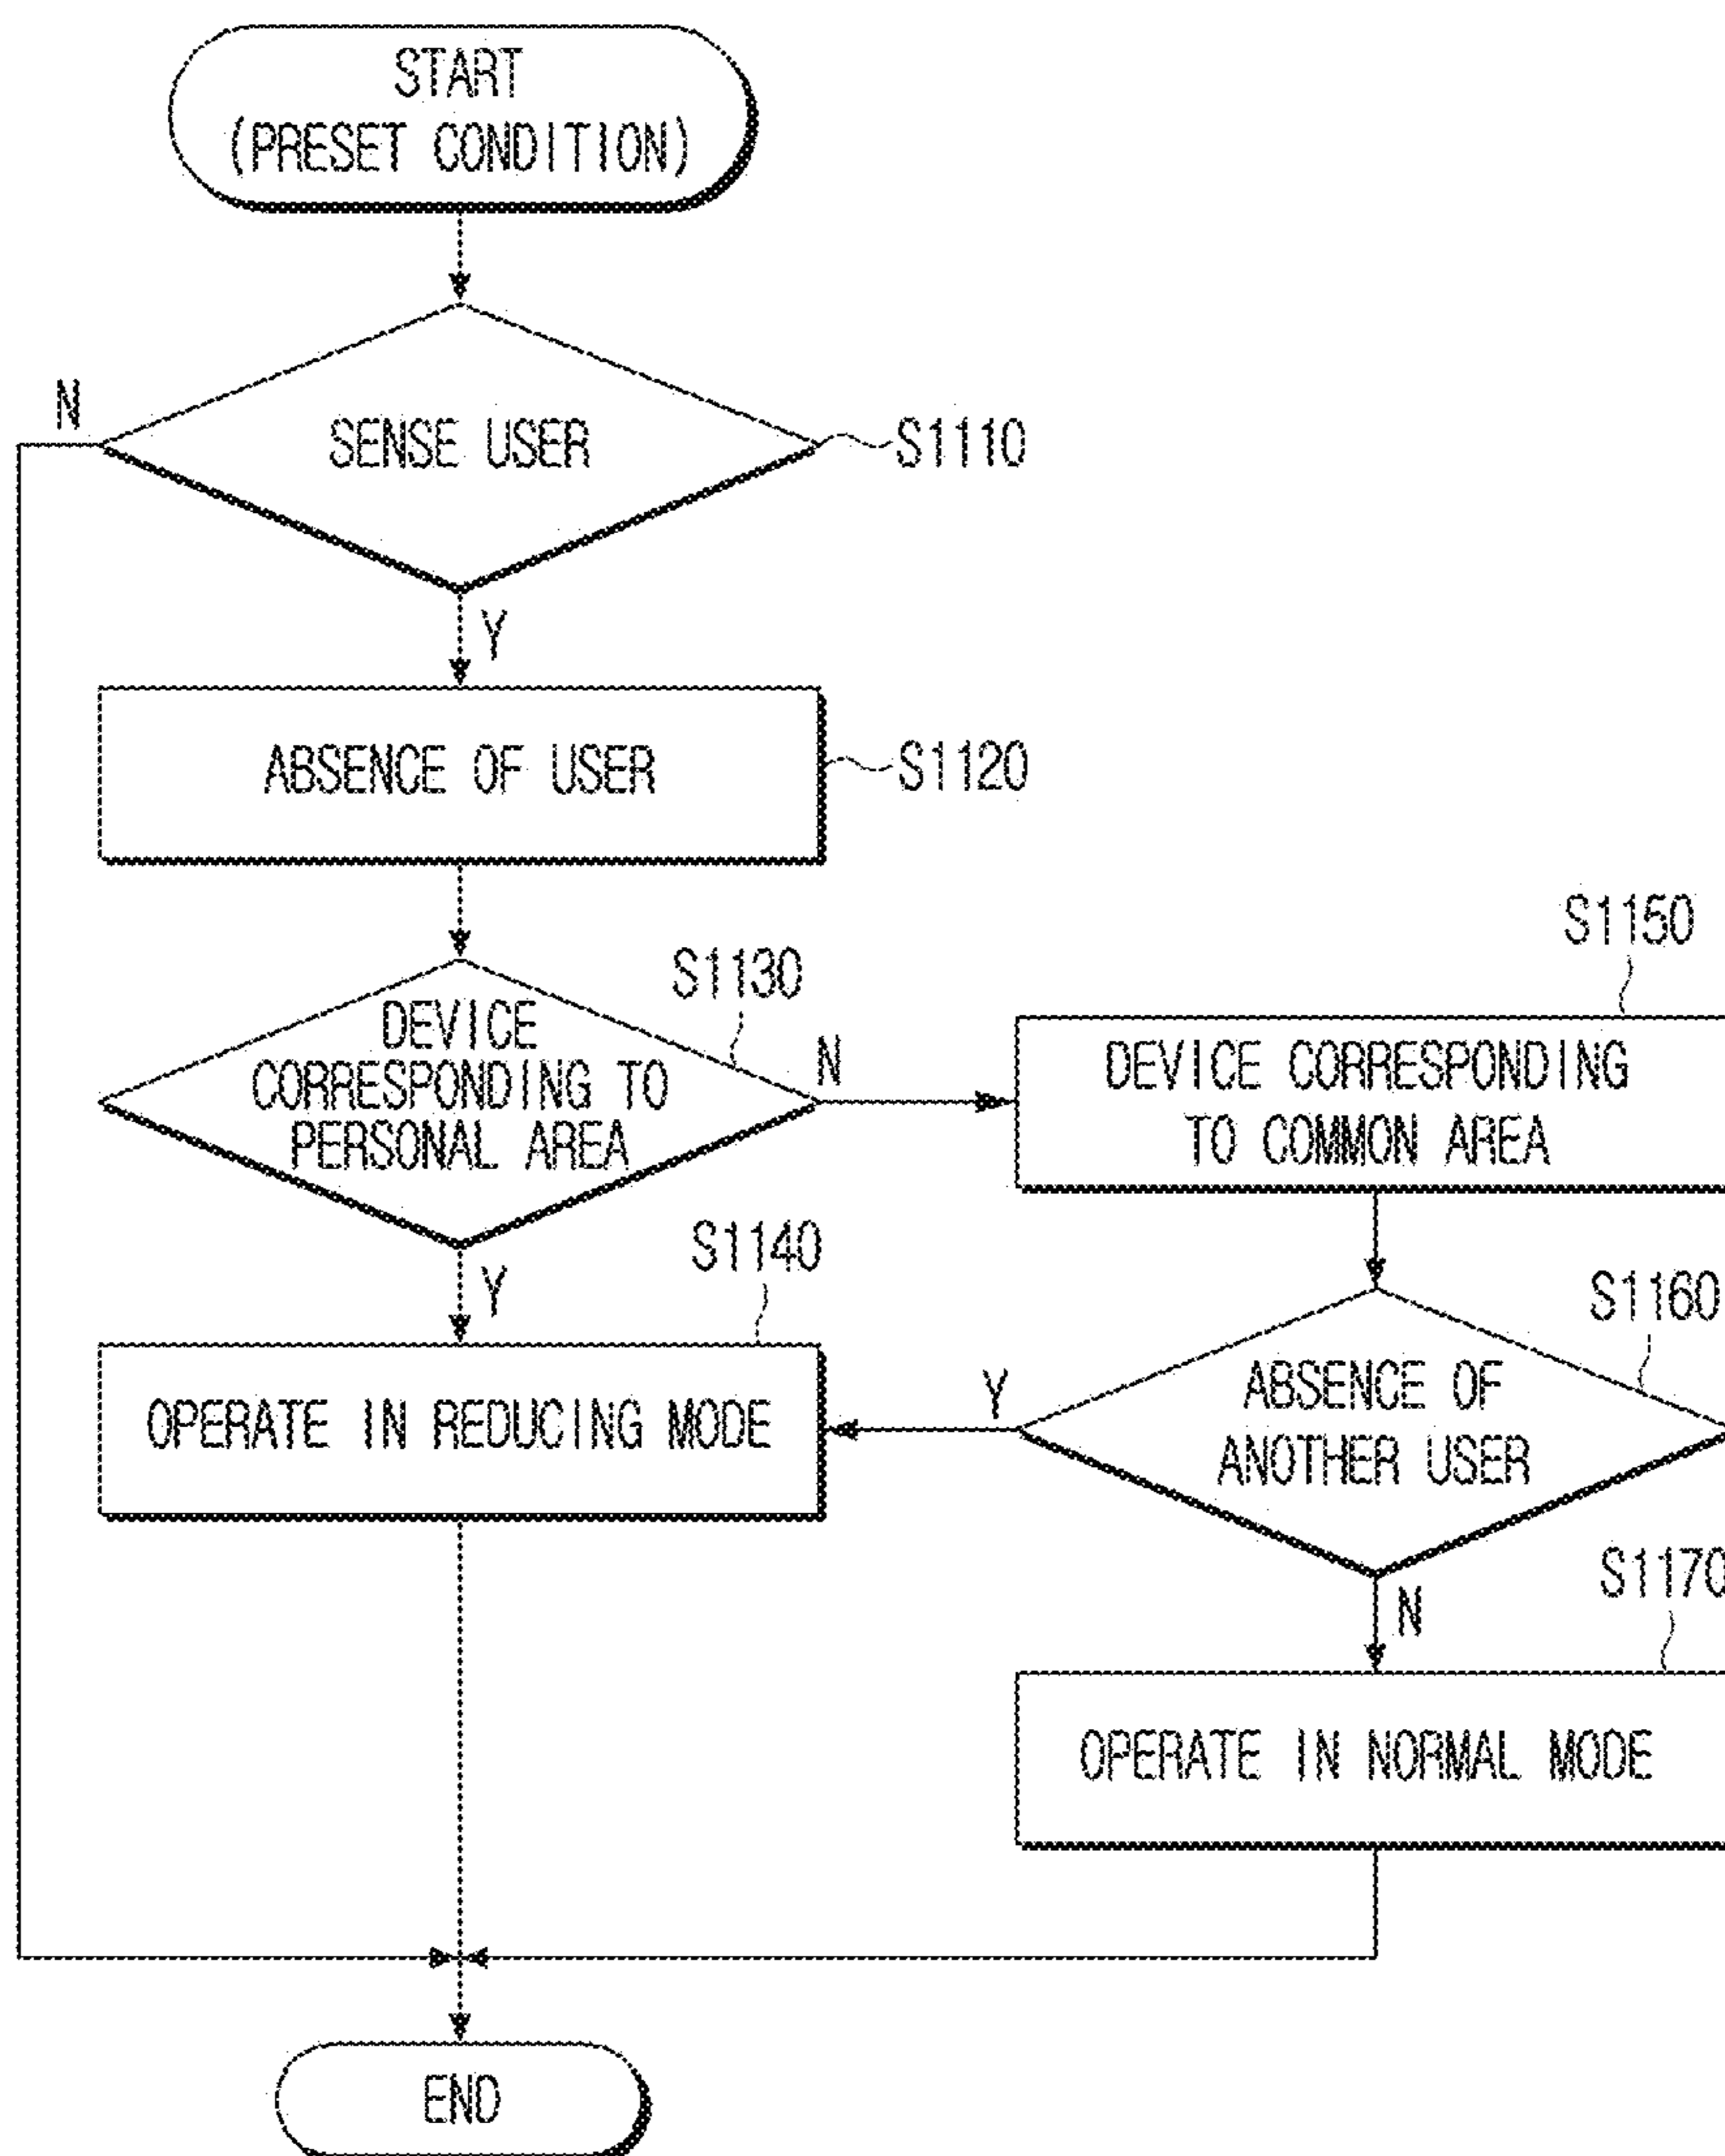 START
(PRESET CONDITION)
N
SENSE USER
S1110
Y
ABSENCE OF USER
S1120
S1130
DEVICE
CORRESPONDING TO
PERSONAL AREA
N
S1150
DEVICE CORRESPONDING
TO COMMON AREA
Y
S1140
OPERATE IN REDUCING MODE
S1160
Y
ABSENCE OF
ANOTHER USER
N
S1170
OPERATE IN NORMAL MODE
END